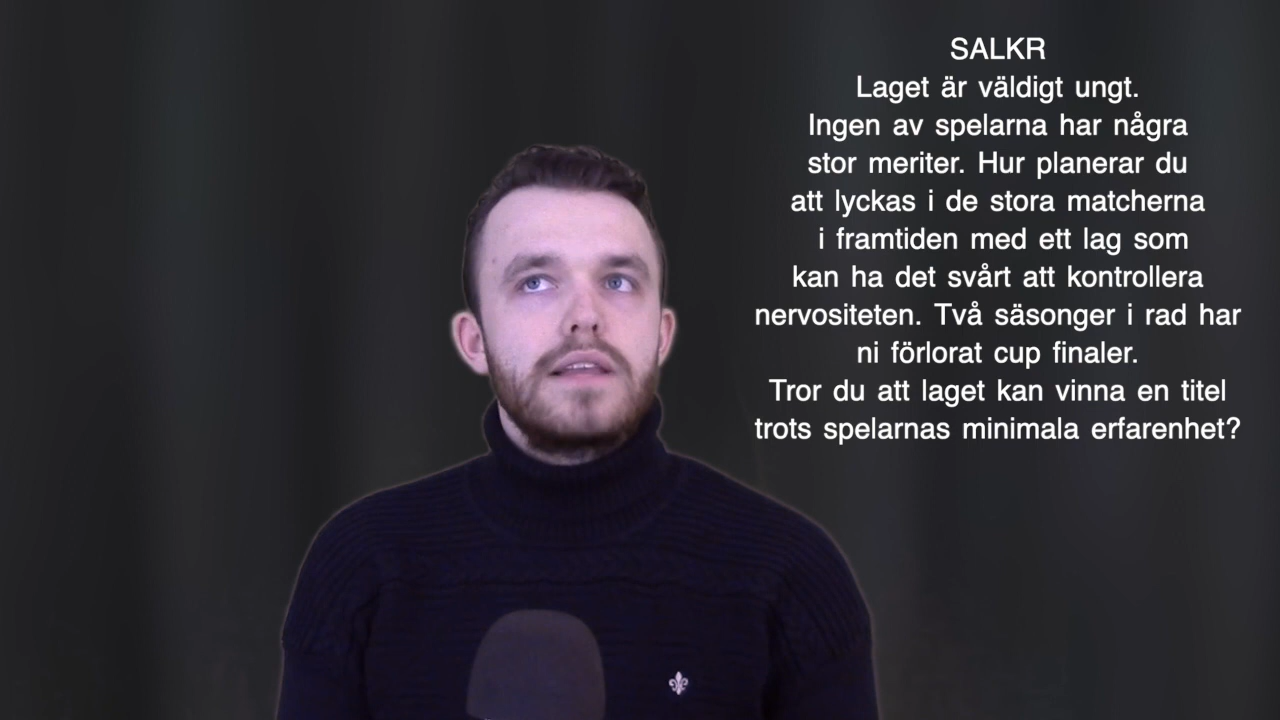 SALKR
Laget är väldigt ungt.
Ingen av spelarna har några
stor meriter. Hur planerar du
att lyckas i de stora matcherna
i framtiden med ett lag som
kan ha det svårt att kontrollera
nervositeten. Två säsonger i rad har
ni förlorat cup finaler.
Tror du att laget kan vinna en titel
trots spelarnas minimala erfarenhet?